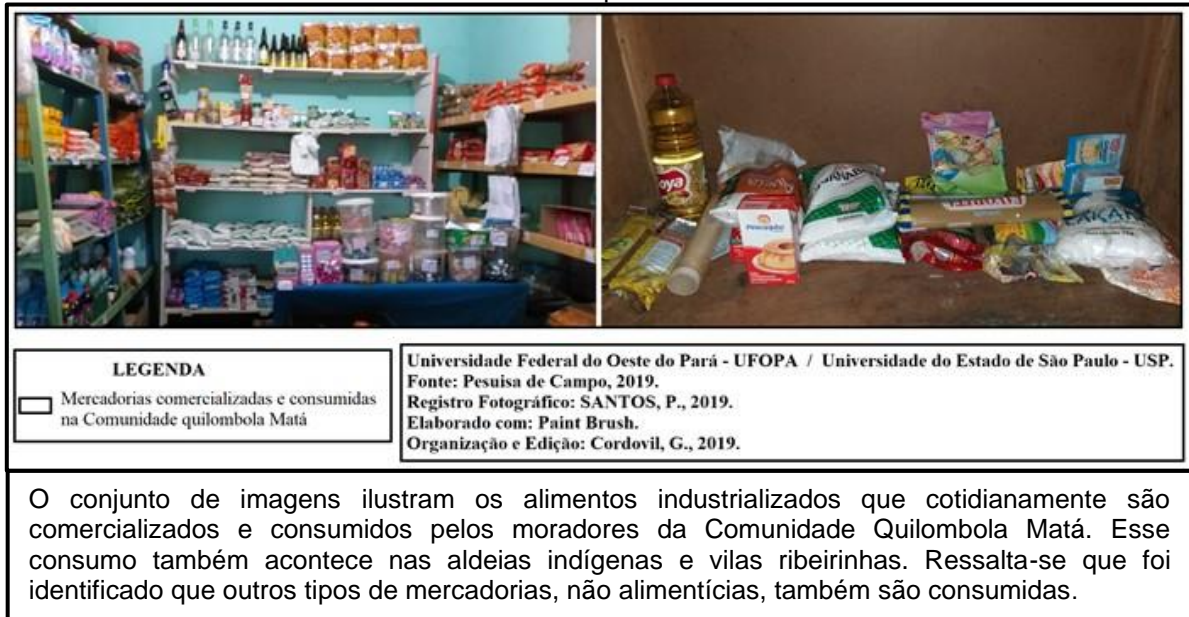 Soya
LEGENDA
Mercadorias comercializadas e consumidas
na Comunidade quilombola Matá
Universidade Federal do Oeste do Pará - UFOPA / Universidade do Estado de São Paulo - USP.
Fonte: Pesuisa de Campo, 2019.
Registro Fotográfico: SANTOS, P., 2019.
Elaborado com: Paint Brush.
Organização e Edição: Cordovil, G., 2019.
O conjunto de imagens ilustram os alimentos industrializados que cotidianamente são
comercializados e consumidos pelos moradores da Comunidade Quilombola Matá. Esse
consumo também acontece nas aldeias indígenas e vilas ribeirinhas. Ressalta-se que foi
identificado que outros tipos de mercadorias, não alimentícias, também são consumidas.